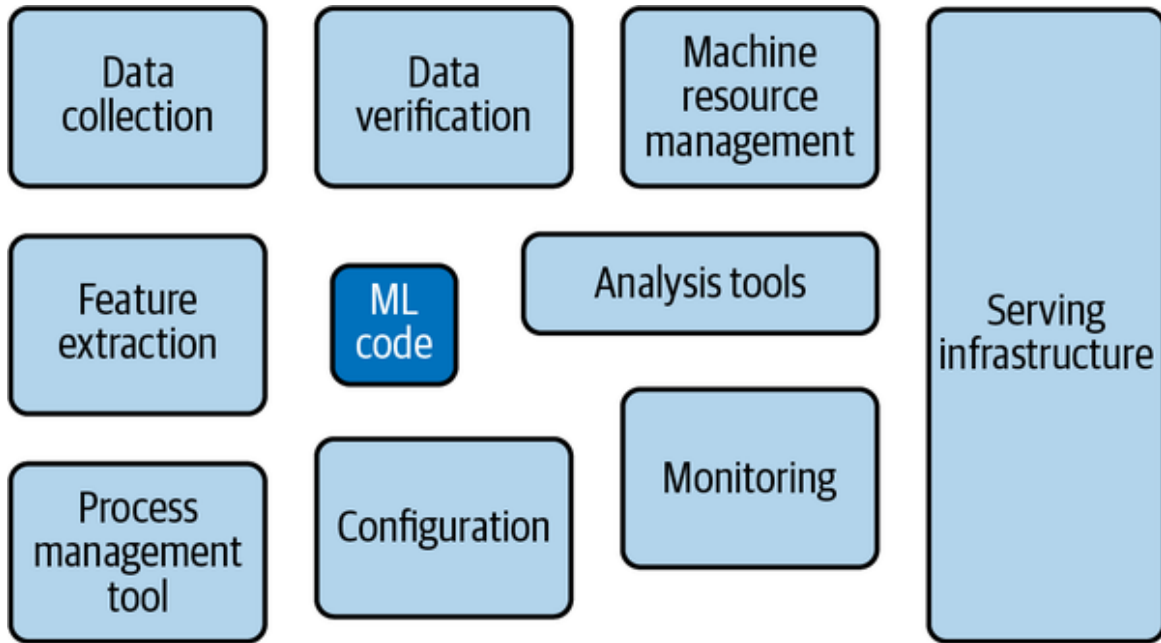 Data
collection
Data
verification
Machine
resource
management
Feature
extraction
ML
code
Analysis tools
Serving
infrastructure
Process
management
tool
Configuration
Monitoring